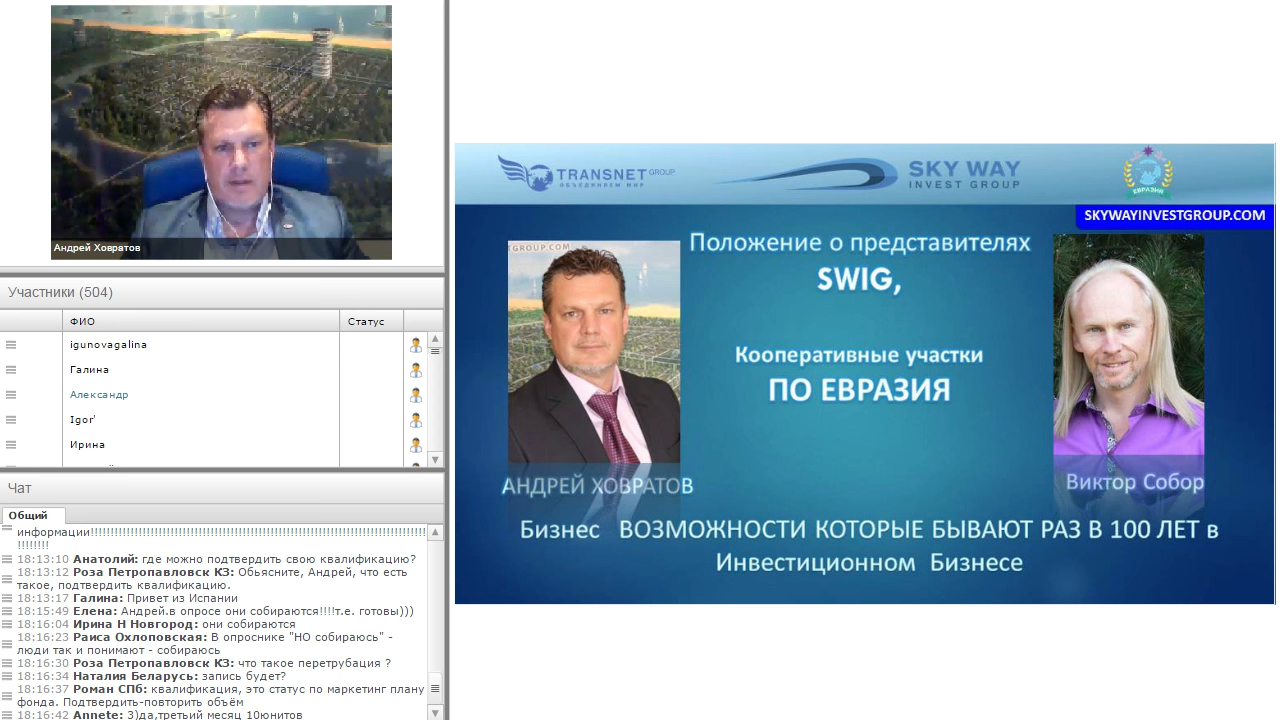 Андрей Ховратов
Участники (504)
ФИО
Статус
igunovagalina
Галина
Александр
Igor'
Ирина
Чат
Общий
информации!!!!!!!!!!!!!!!!!!!!!!!!!!!!!!!!!!!!!!!!!!!!!!!!!!!!!!!!!!!!!!!!!!!!!!!!!!!!!!!!!!!!
!!!!!!!!
18:13:10 Анатолий: где можно подтвердить свою квалификацию?
18:13:12 Роза Петропавловск КЗ: Обьясните, Андрей, что есть
такое, подтвердить квалификацию.
18:13:17 Галина: Привет из Испании
18:15:49 Елена: Андрей.в опросе они собираются!!!!т.е. готовы)))
18:16:04 Ирина Н Новгород: они собираются
18:16:23 Раиса Охлоповская: В опроснике "НО собираюсь" -
люди так и понимают - собираюсь
18:16:30 Роза Петропавловск КЗ: что такое перетрубация ?
18:16:34 Наталия Беларусь: запись будет?
18:16:37 Роман СПб: квалификация, это статус по маркетинг плану
фонда. Подтвердить-повторить объём
18:16:42 Annete: 3)да,третьий месяц 10юнитов
TRANSNET GROUP
ОБЪЕДИНЯЕМ МИР
SKY WAY
INVEST GROUP
ЕВРАЗИЯ
SKYWAYINVESTGROUP.COM
GROUP.COM
Положение о представителях
SWIG,
Кооперативные участки
ПО ЕВРАЗИЯ
АНДРЕЙ ХОВРАТОВ
Виктор Собор
Бизнес ВОЗМОЖНОСТИ КОТОРЫЕ БЫВАЮТ РАЗ В 100 ЛЕТ в
Инвестиционном Бизнесе